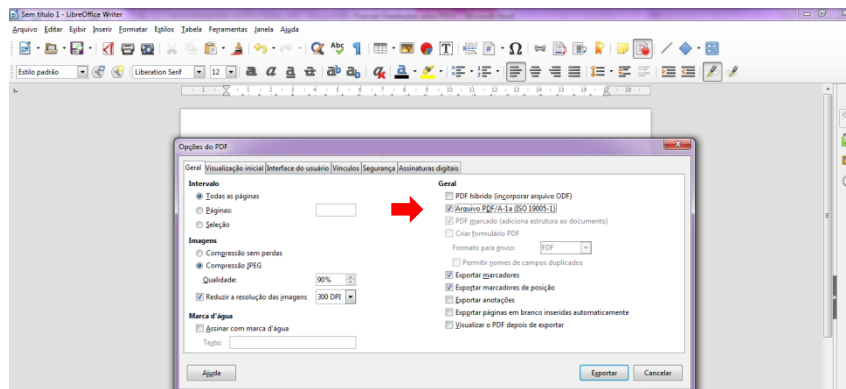 Sem título 1 - LibreOffice Writer
Arquivo Editar Exibir Inserir Formatar Estilos Tabela Ferramentas Janela Ajuda
Estilo padrão Liberation Serif 12
Opções do PDF
Geral Visualização inicial Interface do usuário Vínculos Segurança Assinaturas digitais
Intervalo
Todas as páginas
Páginas:
Seleção
Imagens
Compressão sem perdas
Compressão JPEG
Qualidade: 90%
Reduzir a resolução das imagens 300 DPI
Marca d'água
Assinar com marca d'água
Texto:
Geral
PDF híbrido (incorporar arquivo ODF)
Arquivo PDF/A-1a (ISO 19005-1)
PDF marcado (adiciona estrutura ao documento)
Criar formulário PDF
Formato para envio: FDF
Permitir nomes de campos duplicados
Exportar marcadores
Exportar marcadores de posição
Exportar anotações
Exportar páginas em branco inseridas automaticamente
Visualizar o PDF depois de exportar
Ajuda Exportar Cancelar